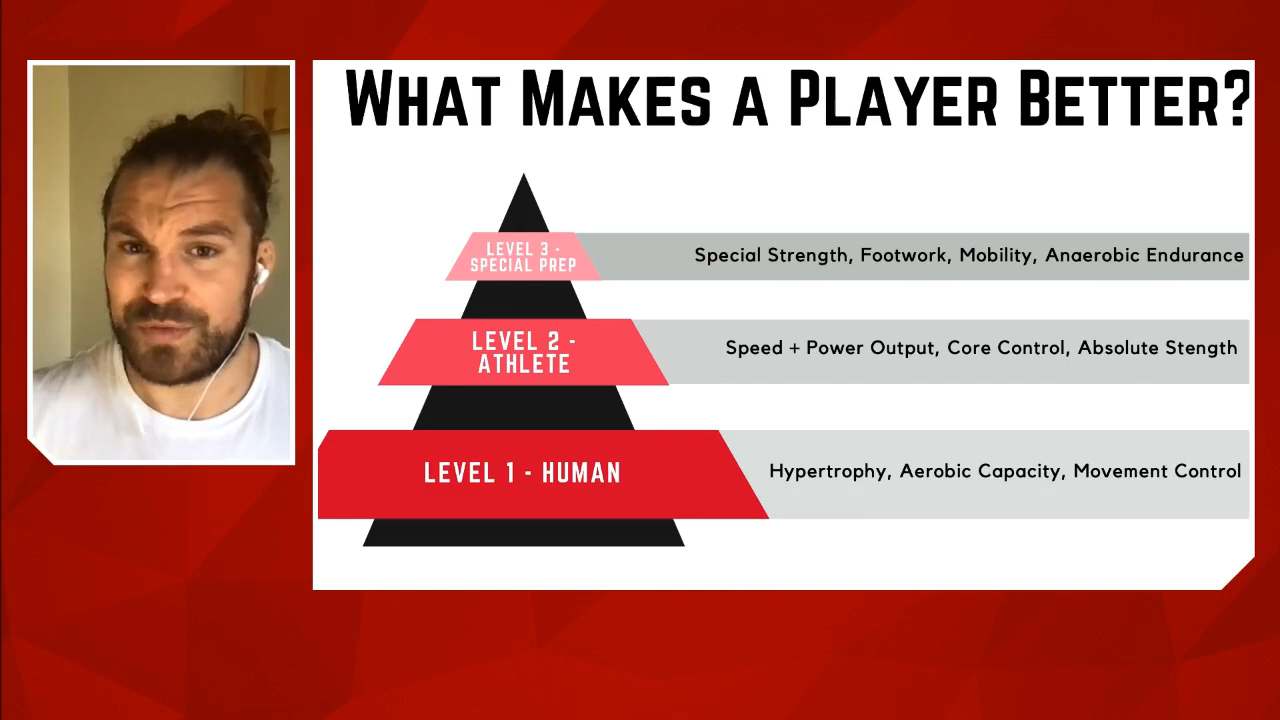 WHAT MAKES A PLAYER BETTER?
LEVEL 3 -
SPECIAL PREP
Special Strength, Footwork, Mobility, Anaerobic Endurance
LEVEL 2 -
ATHLETE
Speed + Power Output, Core Control, Absolute Stength
LEVEL 1 - HUMAN
Hypertrophy, Aerobic Capacity, Movement Control